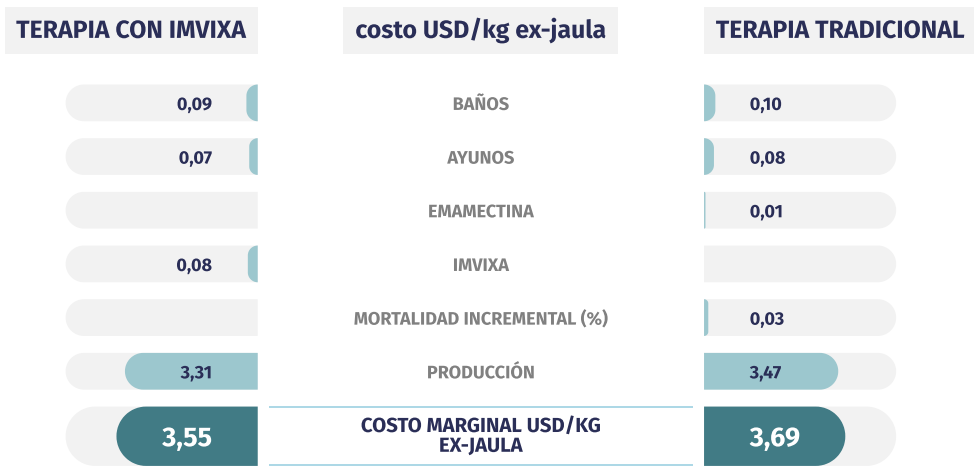 TERAPIA CON IMVIXA costo USD/kg ex-jaula TERAPIA TRADICIONAL
0,09 BAÑOS 0,10
0,07 AYUNOS 0,08
EMAMECTINA 0,01
0,08 IMVIXA
MORTALIDAD INCREMENTAL (%) 0,03
3,31 PRODUCCIÓN 3,47
3,55 COSTO MARGINAL USD/KG 3,69
EX-JAULA